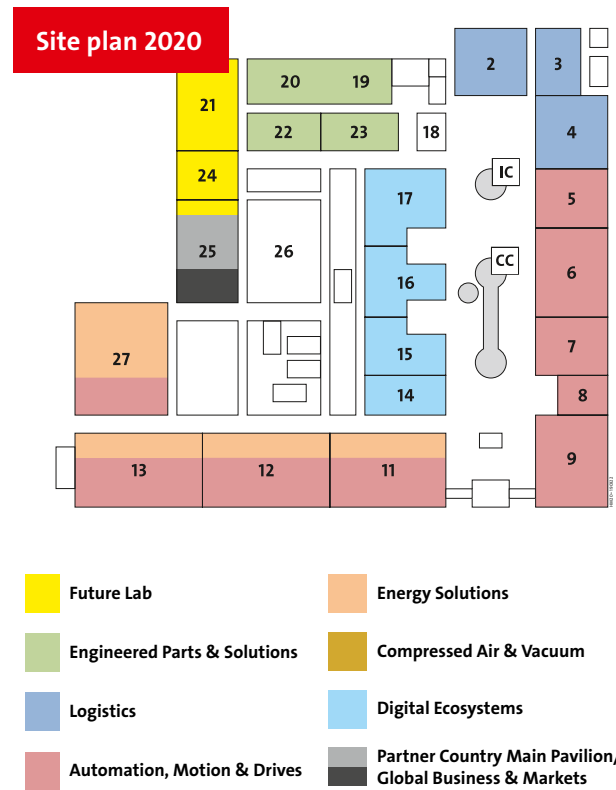 Site plan 2020
2
3
20
19
21
4
22
23
18
24
IC
17
5
25
26
CC
16
6
27
15
7
14
8
13
12
11
9
Future Lab
Energy Solutions
Engineered Parts & Solutions
Compressed Air & Vacuum
Logistics
Digital Ecosystems
Automation, Motion & Drives
Partner Country Main Pavilion/
Global Business & Markets